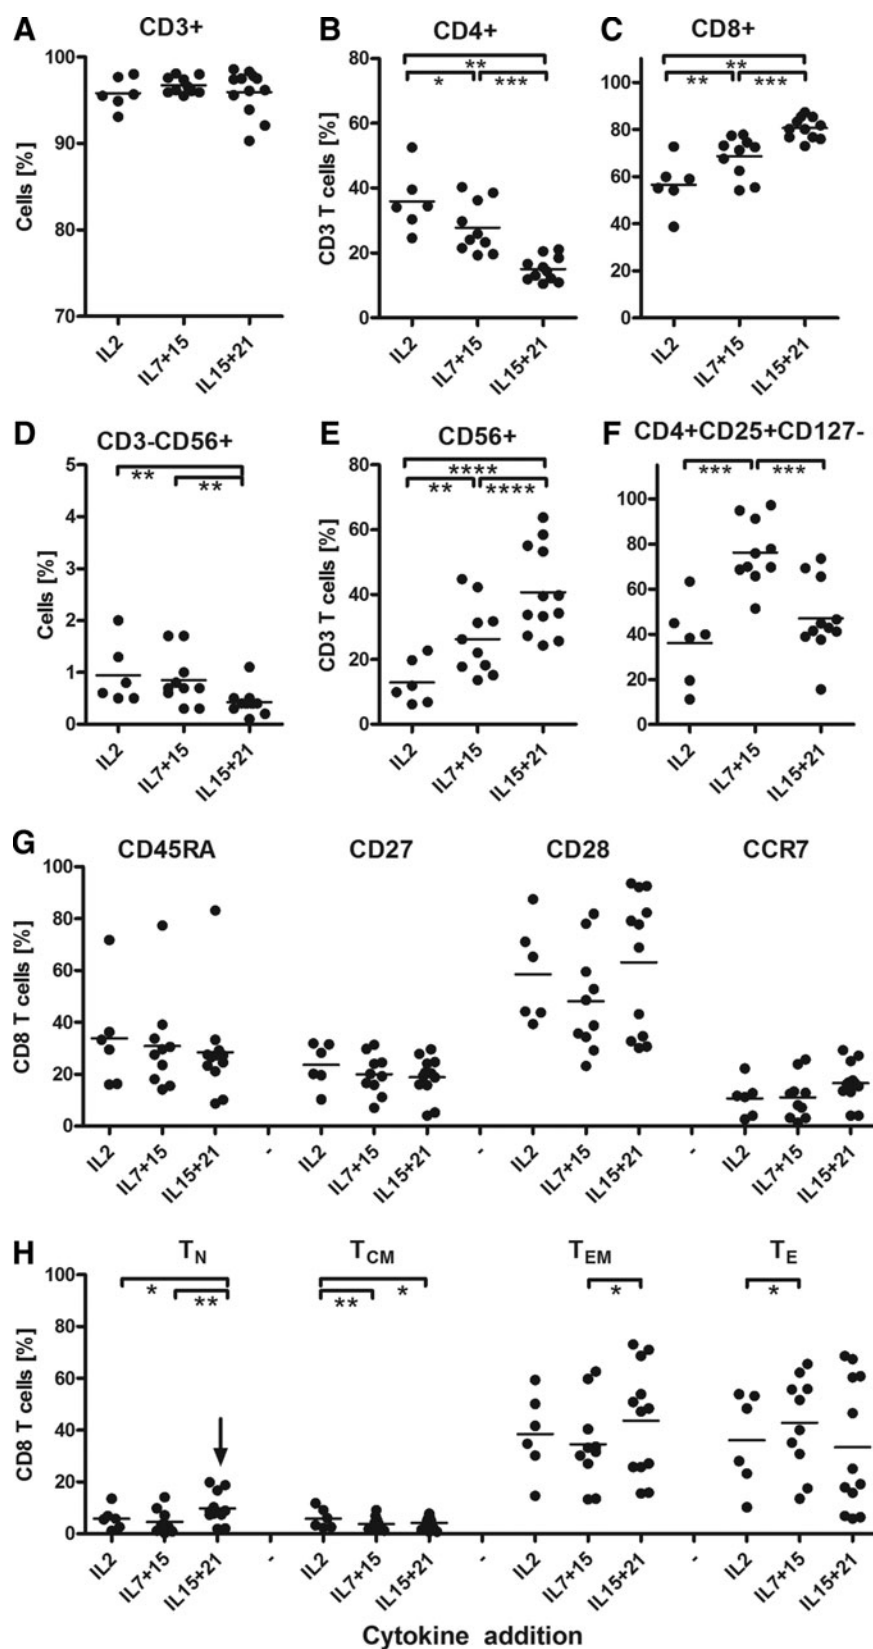 A CD3+
100
90
80
70
Cells [%]
IL2 IL7+15 IL15+21
B CD4+
80
60
40
20
0
CD3 T cells [%]
**
* ***
IL2 IL7+15 IL15+21
C CD8+
100
80
60
40
20
0
**
** ***
IL2 IL7+15 IL15+21
D CD3-CD56+
5
4
3
2
1
0
Cells [%]
** **
IL2 IL7+15 IL15+21
E CD56+
80
60
40
20
0
CD3 T cells [%]
****
** ****
IL2 IL7+15 IL15+21
F CD4+CD25+CD127-
100
80
60
40
20
0
*** ***
IL2 IL7+15 IL15+21
G CD45RA CD27 CD28 CCR7
100
80
60
40
20
0
CD8 T cells [%]
IL2 IL7+15 IL15+21 - IL2 IL7+15 IL15+21 - IL2 IL7+15 IL15+21 - IL2 IL7+15 IL15+21
H TN TCM TEM TE
100
80
60
40
20
0
CD8 T cells [%]
* ** ** * * *
IL2 IL7+15 IL15+21 - IL2 IL7+15 IL15+21 - IL2 IL7+15 IL15+21 - IL2 IL7+15 IL15+21
Cytokine addition